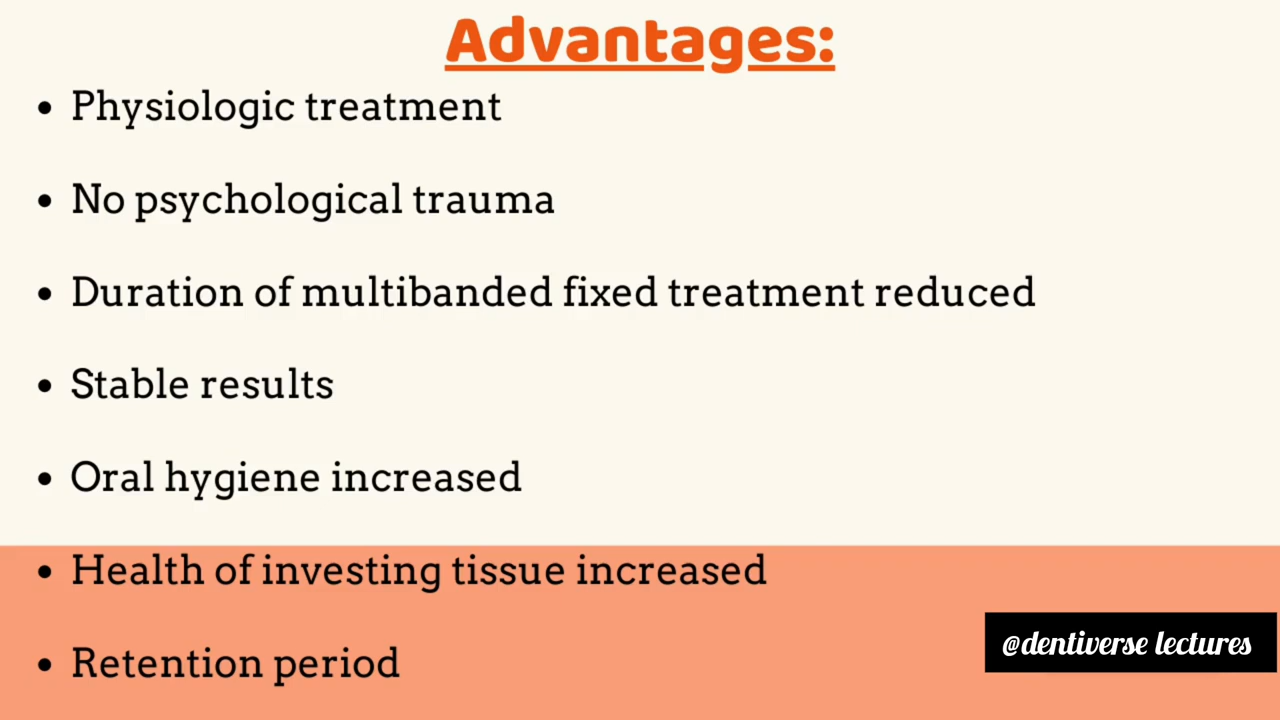 Advantages:
• Physiologic treatment
• No psychological trauma
• Duration of multibanded fixed treatment reduced
• Stable results
• Oral hygiene increased
• Health of investing tissue increased
• Retention period
@dentiverse lectures